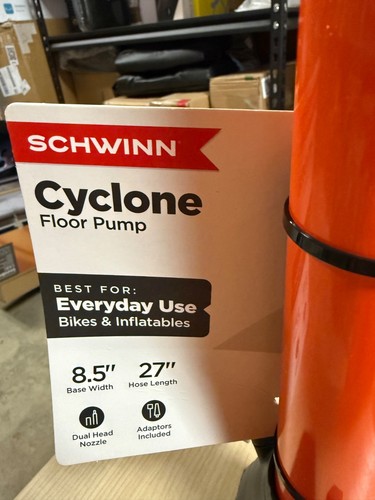 SCHWINN
Cyclone
Floor Pump
BEST FOR:
Everyday Use
Bikes & Inflatables
8.5" 27"
Base Width Hose Length
Dual Head Adaptors
Nozzle Included